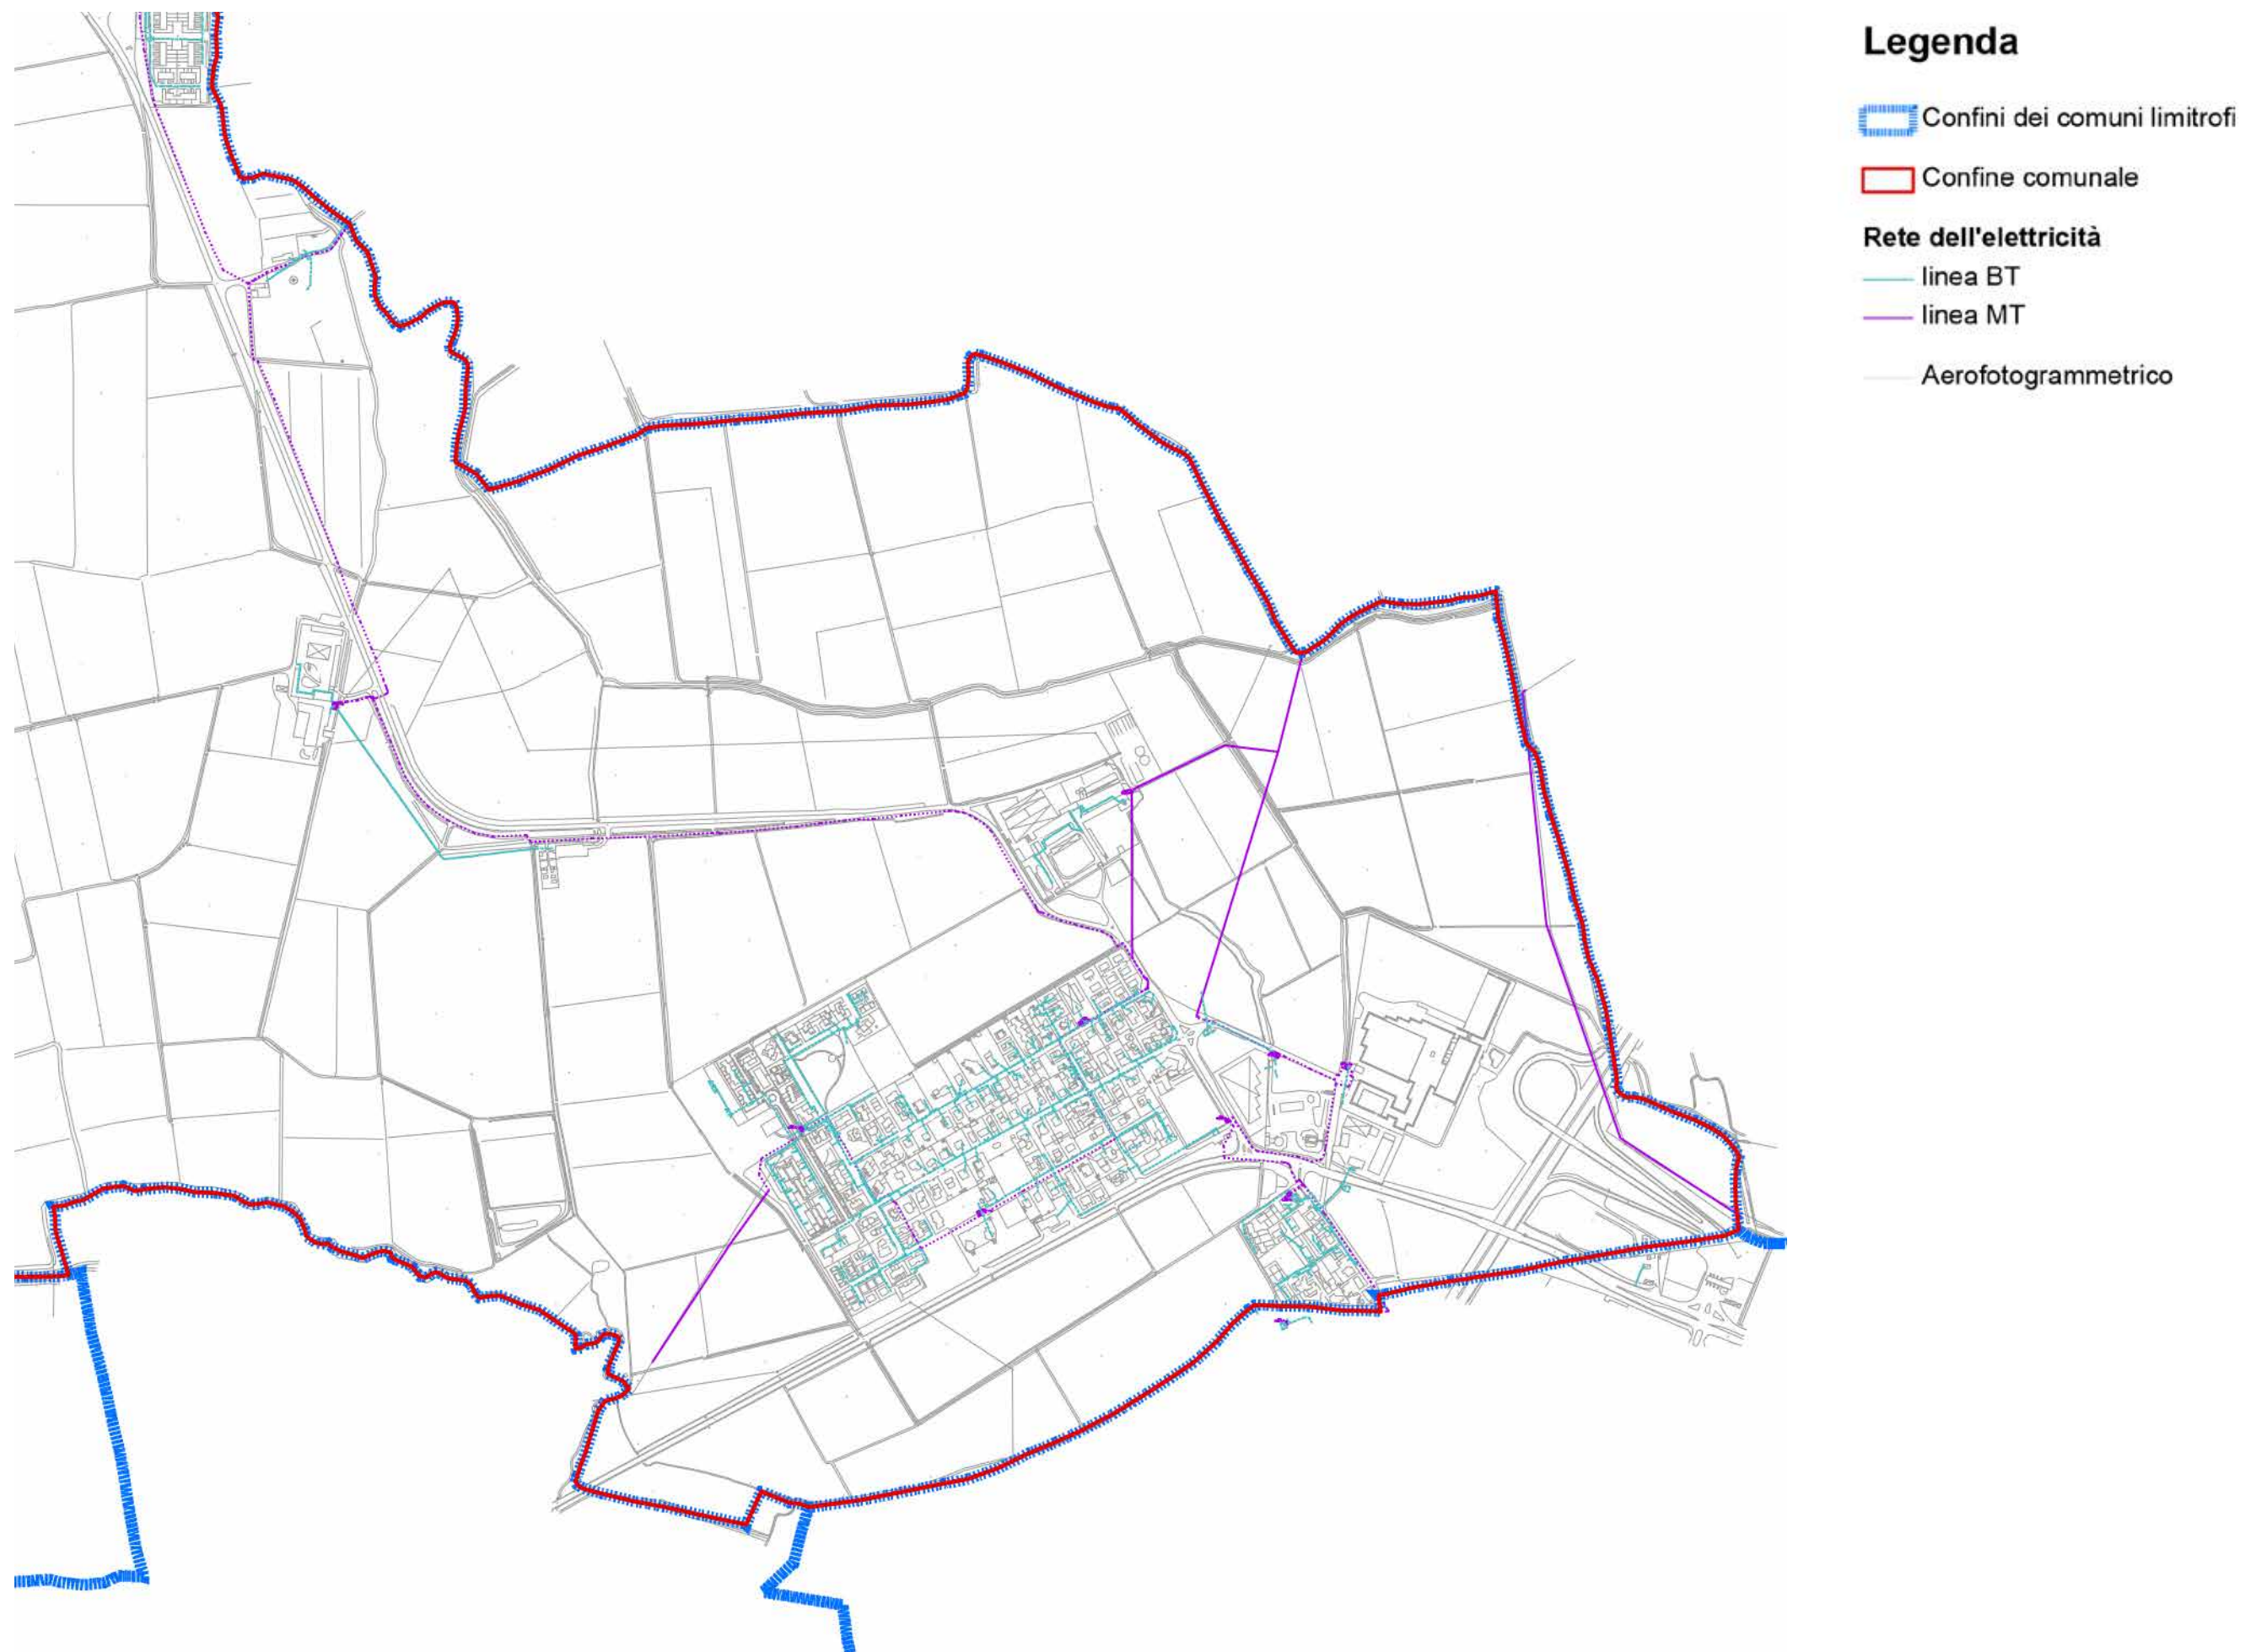 Legenda
Confini dei comuni limitrofi
Confine comunale
Rete dell'elettricità
linea BT
linea MT
Aerofotogrammetrico